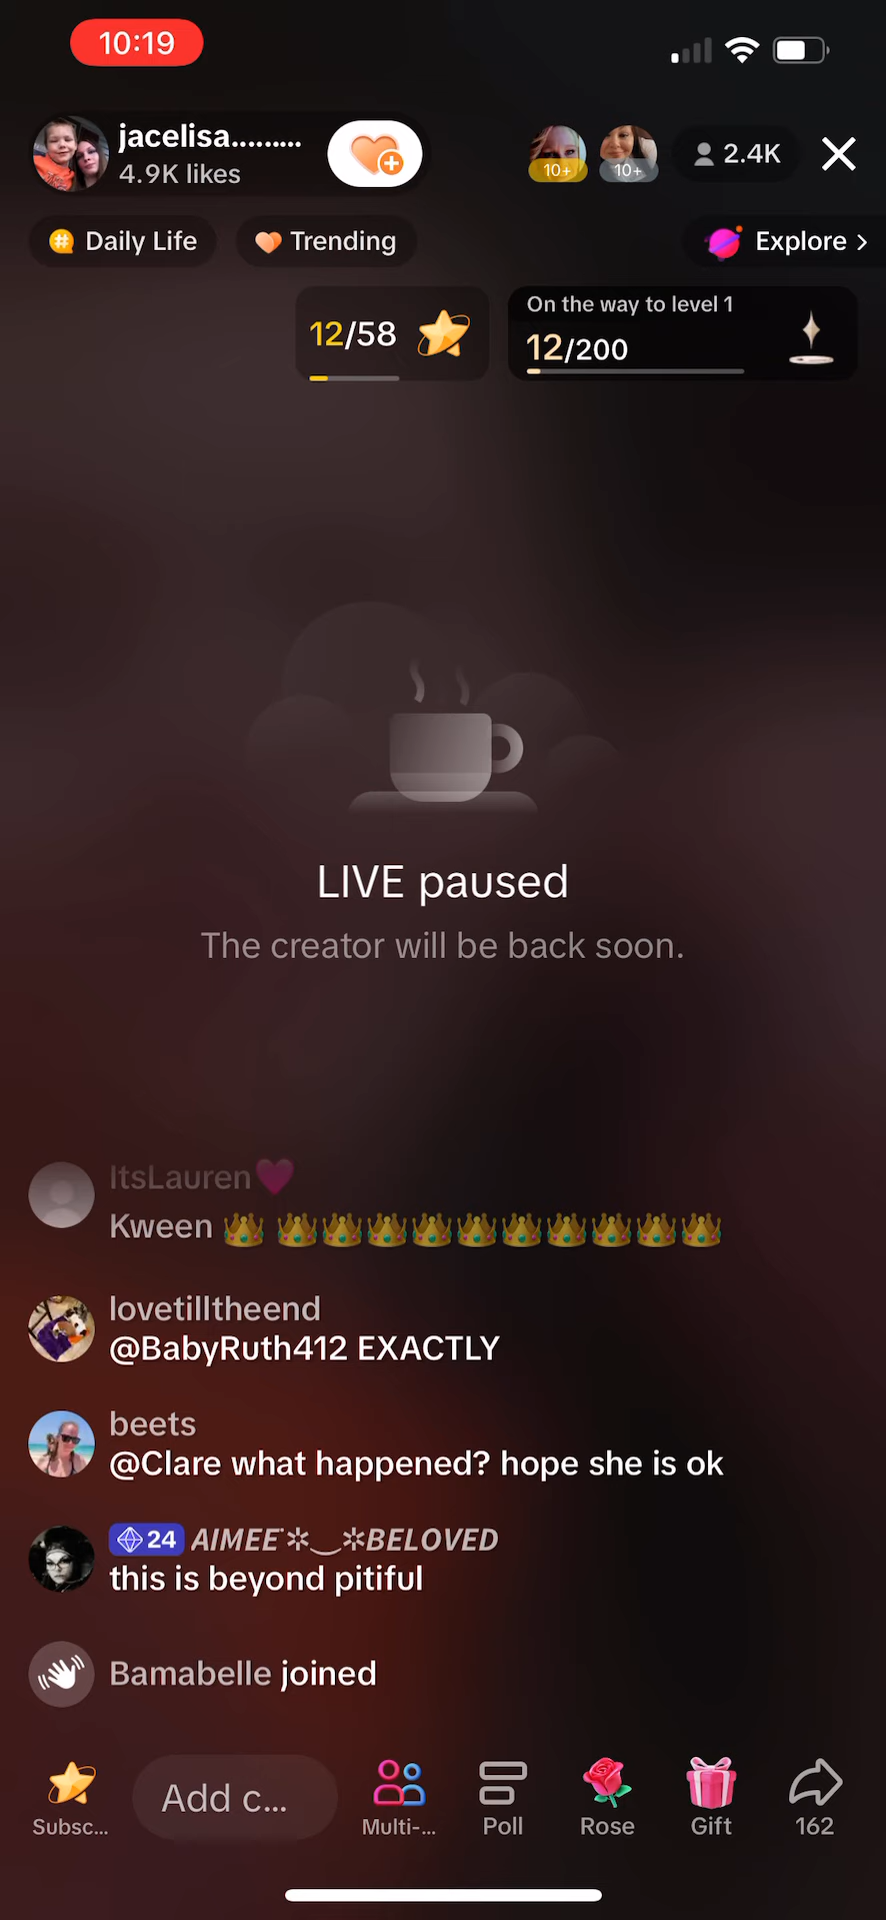 10:19
jacelisa.........
4.9K likes
10+
10+
2.4K
Daily Life
Trending
Explore >
12/58
On the way to level 1
12/200
LIVE paused
The creator will be back soon.
ItsLauren💜
Kween 👑 👑👑👑👑👑👑👑👑👑👑
lovetilltheend
@BabyRuth412 EXACTLY
beets
@Clare what happened? hope she is ok
24 AIMEE˙✲‿✲BELOVED
this is beyond pitiful
Bamabelle joined
Add c...
Subsc...
Multi-...
Poll
Rose
Gift
162